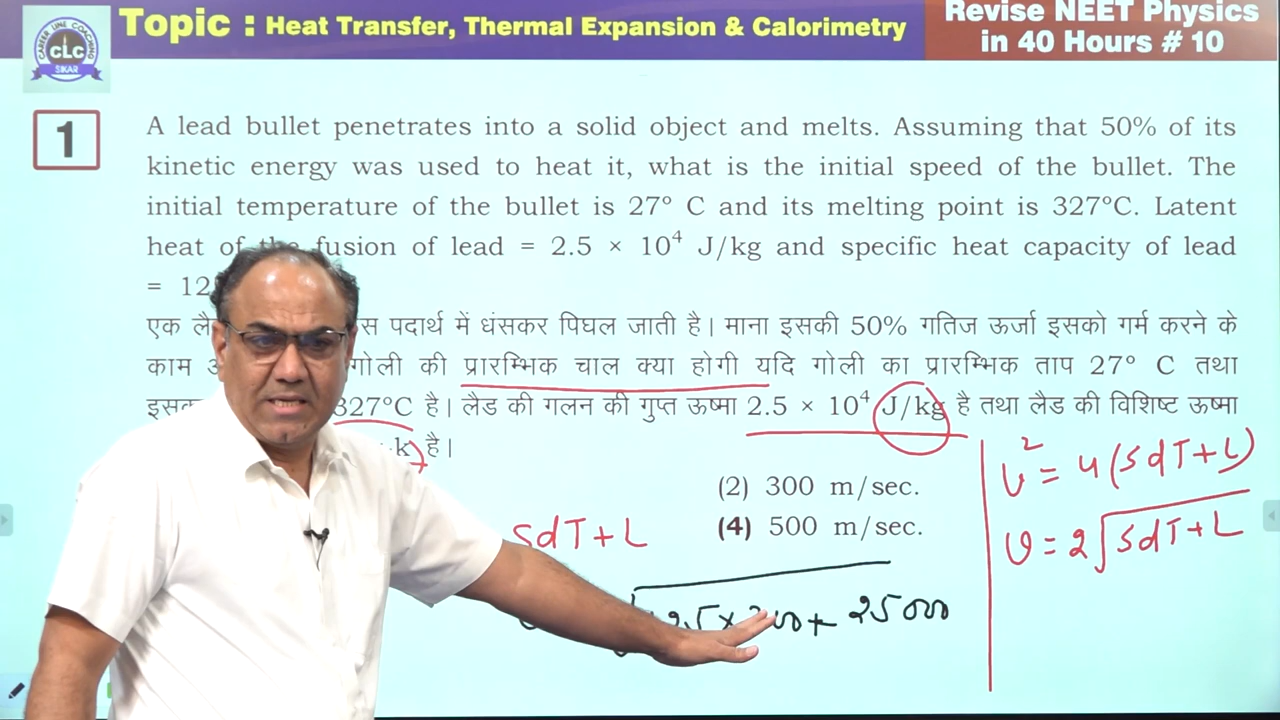 CAREER LINE COACHING
CLC
SIKAR
Topic : Heat Transfer, Thermal Expansion & Calorimetry
Revise NEET Physics
in 40 Hours # 10
1
A lead bullet penetrates into a solid object and melts. Assuming that 50% of its
kinetic energy was used to heat it, what is the initial speed of the bullet. The
initial temperature of the bullet is 27° C and its melting point is 327°C. Latent
heat of the fusion of lead = 2.5 × 10⁴ J/kg and specific heat capacity of lead
= 12
एक पदार्थ में धंसकर पिघल जाती है। माना इसकी 50% गतिज ऊर्जा इसको गर्म करने के
काम गोली की प्रारम्भिक चाल क्या होगी यदि गोली का प्रारम्भिक ताप 27° C तथा
327°C है। लैड की गलन की गुप्त ऊष्मा 2.5 × 10⁴ J/kg है तथा लैड की विशिष्ट ऊष्मा
k है।
(2) 300 m/sec.
(4) 500 m/sec.
SdT+L
25000
v² = 4(SdT+L)
v = 2√SdT+L